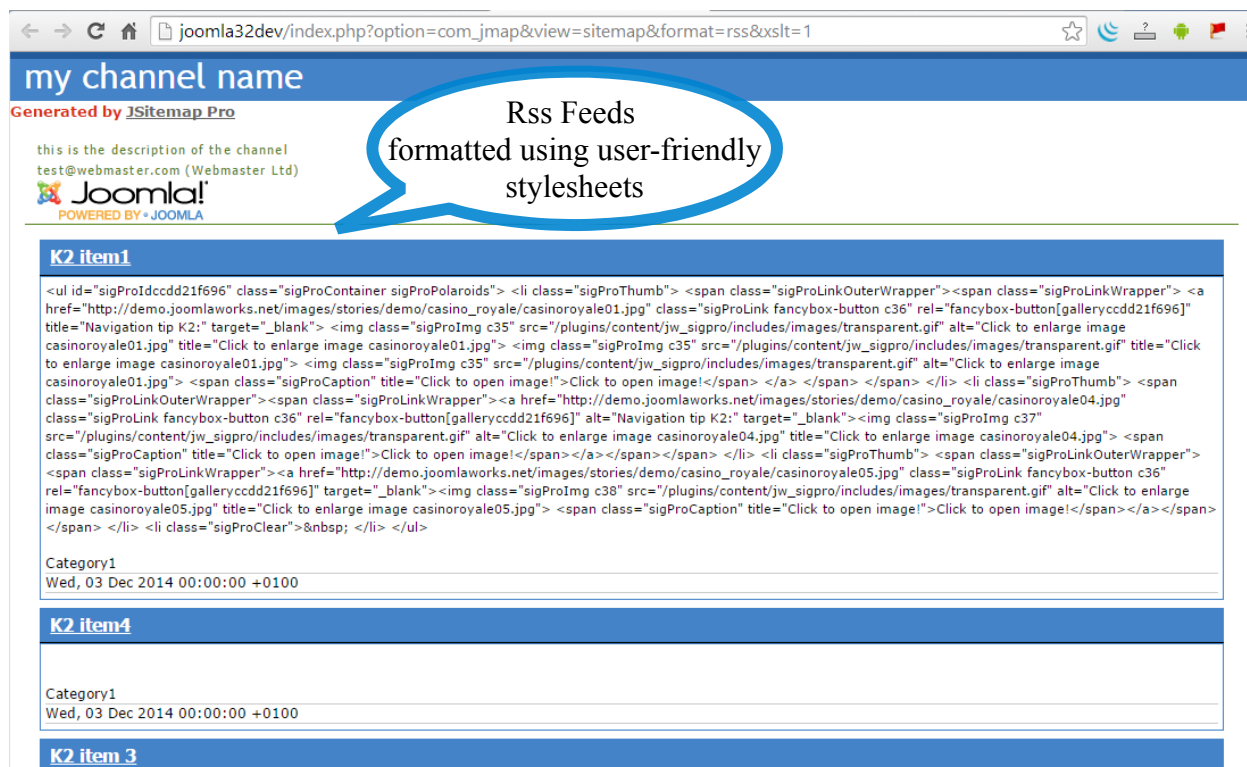 joomla32dev/index.php?option=com_jmap&view=sitemap&format=rss&xslt=1
my channel name
Generated by JSitemap Pro
Rss Feeds
formatted using user-friendly
stylesheets
this is the description of the channel
test@webmaster.com (Webmaster Ltd)
Joomla!
POWERED BY JOOMLA
K2 item1
<ul id="sigProIdccdd21f696" class="sigProContainer sigProPolaroids"> <li class="sigProThumb"> <span class="sigProLinkOuterWrapper"><span class="sigProLinkWrapper"> <a
href="http://demo.joomlaworks.net/images/stories/demo/casino_royale/casinoroyale01.jpg" class="sigProLink fancybox-button c36" rel="fancybox-button[galleryccdd21f696]"
title="Navigation tip K2:" target="_blank"> <img class="sigProImg c35" src="/plugins/content/jw_sigpro/includes/images/transparent.gif" alt="Click to enlarge image
casinoroyale01.jpg" title="Click to enlarge image casinoroyale01.jpg"> <img class="sigProImg c35" src="/plugins/content/jw_sigpro/includes/images/transparent.gif" title="Click
to enlarge image casinoroyale01.jpg"> <img class="sigProImg c35" src="/plugins/content/jw_sigpro/includes/images/transparent.gif" alt="Click to enlarge image
casinoroyale01.jpg"> <span class="sigProCaption" title="Click to open image!">Click to open image!</span> </a> </span> </span> </li> <li class="sigProThumb"> <span
class="sigProLinkOuterWrapper"><span class="sigProLinkWrapper"><a href="http://demo.joomlaworks.net/images/stories/demo/casino_royale/casinoroyale04.jpg"
class="sigProLink fancybox-button c36" rel="fancybox-button[galleryccdd21f696]" alt="Navigation tip K2:" target="_blank"><img class="sigProImg c37"
src="/plugins/content/jw_sigpro/includes/images/transparent.gif" alt="Click to enlarge image casinoroyale04.jpg" title="Click to enlarge image casinoroyale04.jpg"> <span
class="sigProCaption" title="Click to open image!">Click to open image!</span></a></span></span> </li> <li class="sigProThumb"> <span class="sigProLinkOuterWrapper">
<span class="sigProLinkWrapper"><a href="http://demo.joomlaworks.net/images/stories/demo/casino_royale/casinoroyale05.jpg" class="sigProLink fancybox-button c36"
rel="fancybox-button[galleryccdd21f696]" target="_blank"><img class="sigProImg c38" src="/plugins/content/jw_sigpro/includes/images/transparent.gif" alt="Click to enlarge
image casinoroyale05.jpg" title="Click to enlarge image casinoroyale05.jpg"> <span class="sigProCaption" title="Click to open image!">Click to open image!</span></a></span>
</span> </li> <li class="sigProClear">&nbsp; </li> </ul>
Category1
Wed, 03 Dec 2014 00:00:00 +0100
K2 item4
Category1
Wed, 03 Dec 2014 00:00:00 +0100
K2 item 3